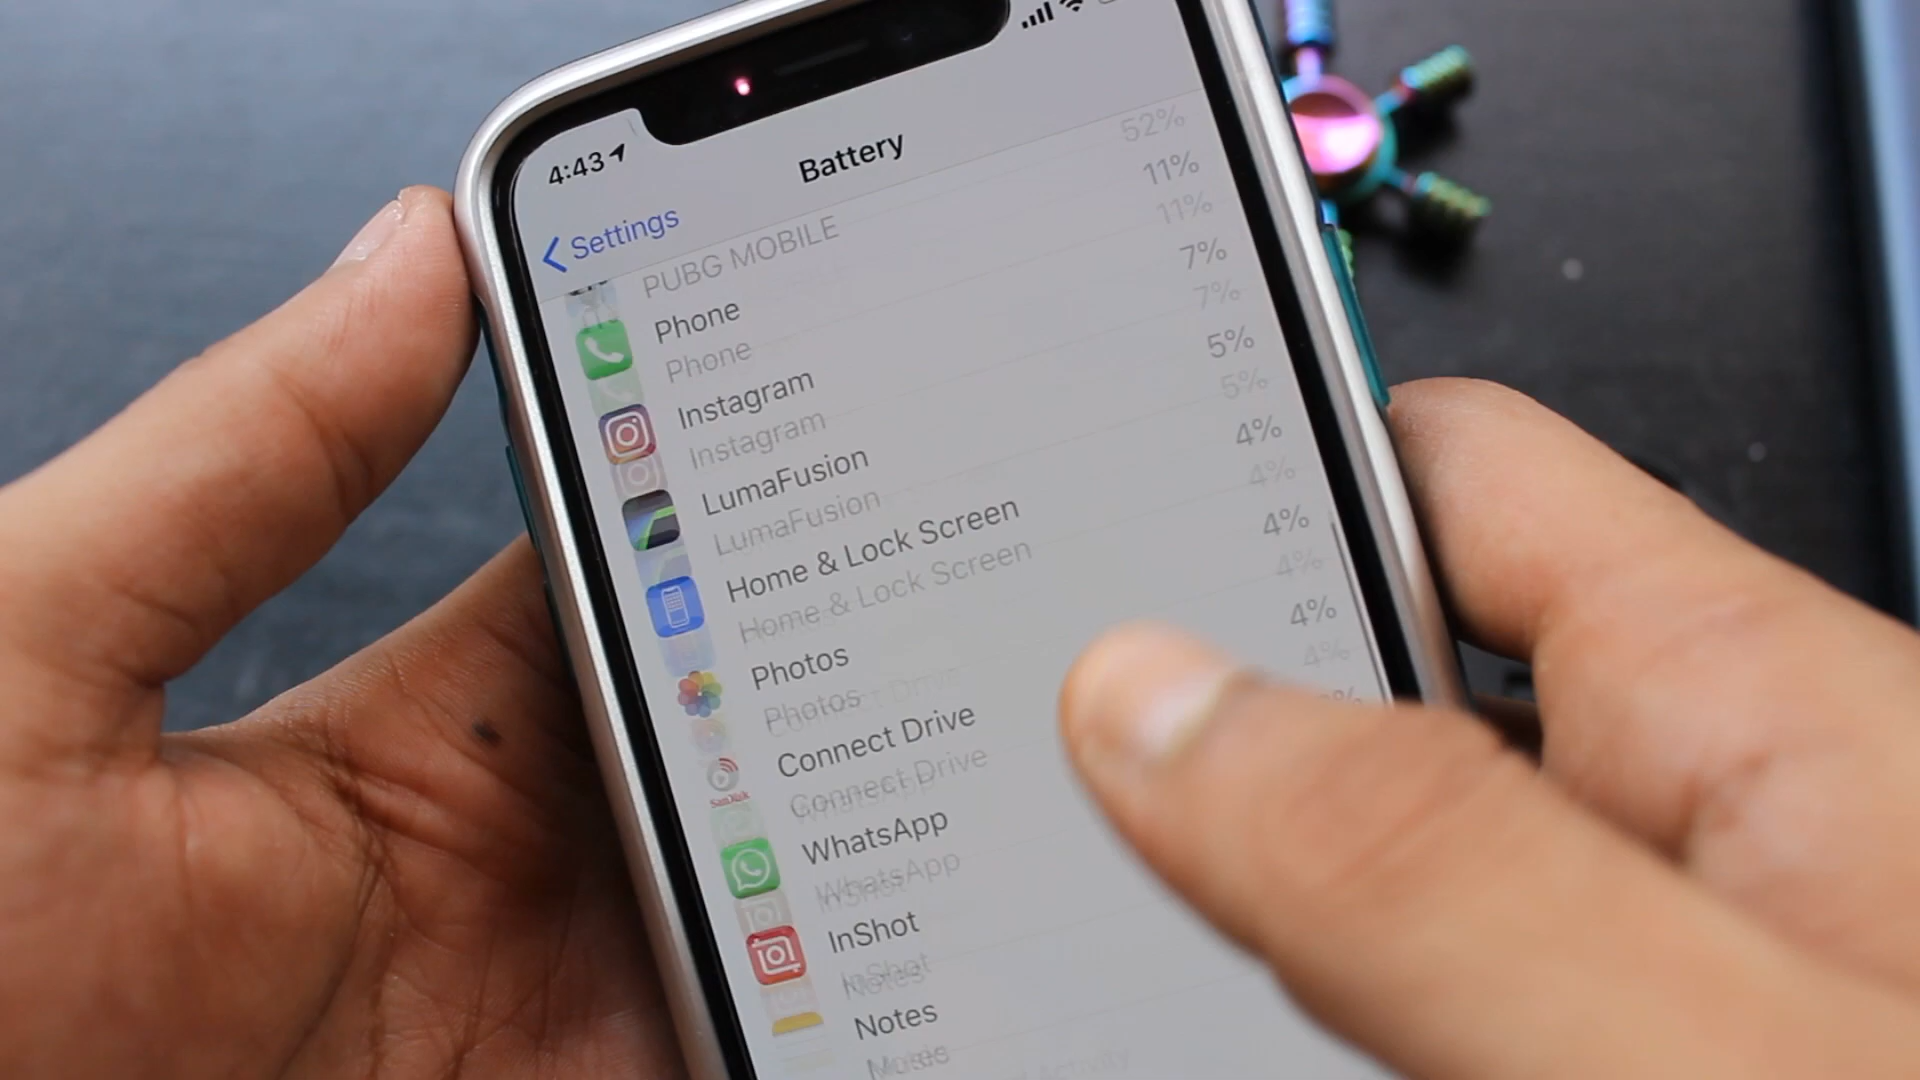 4:43
Battery
Settings
PUBG MOBILE 52%
Phone 11%
Phone 11%
Instagram 7%
Instagram 7%
LumaFusion 5%
LumaFusion 5%
Home & Lock Screen 4%
Home & Lock Screen 4%
Photos 4%
Photos 4%
Connect Drive 4%
Connect Drive 4%
SanDisk
WhatsApp
WhatsApp
InShot
InShot
Notes
Notes
Music